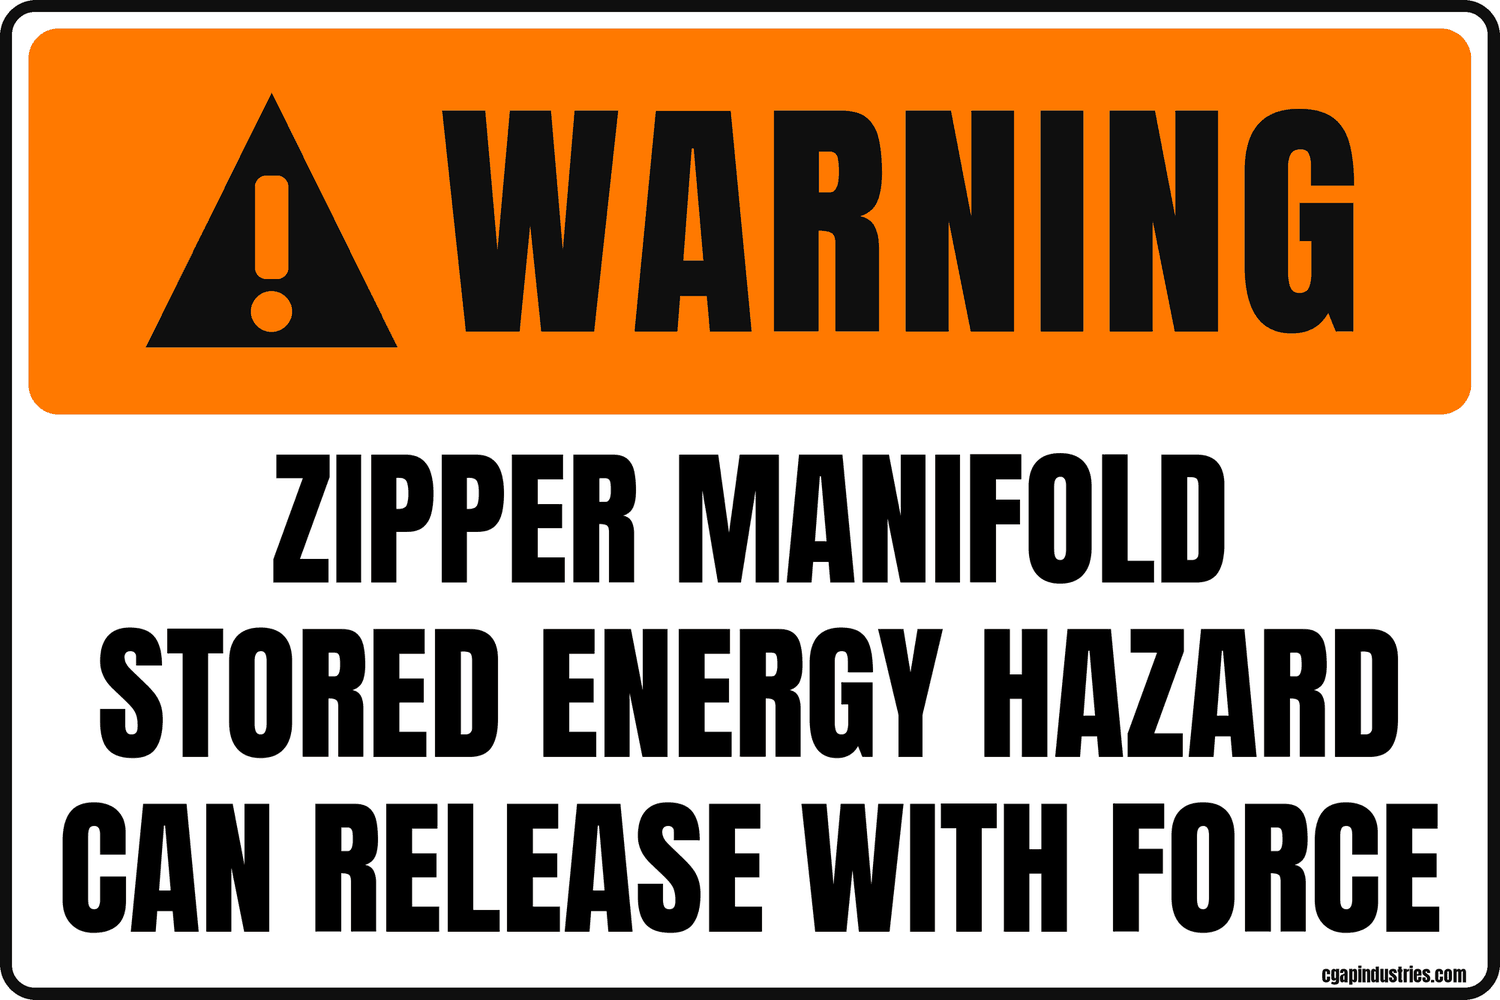 WARNING
ZIPPER MANIFOLD
STORED ENERGY HAZARD
CAN RELEASE WITH FORCE
cgapindustries.com